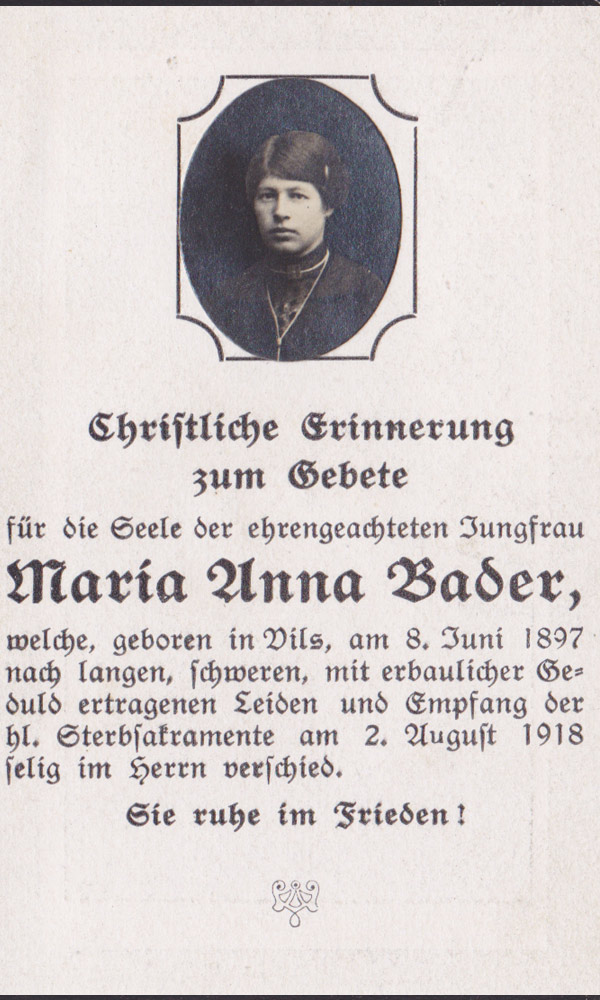 Christliche Erinnerung
zum Gebete
für die Seele der ehrengeachteten Jungfrau
Maria Anna Bader,
welche, geboren in Vils, am 8. Juni 1897
nach langen, schweren, mit erbaulicher Ge-
duld ertragenen Leiden und Empfang der
hl. Sterbsakramente am 2. August 1918
selig im Herrn verschied.
Sie ruhe im Frieden!